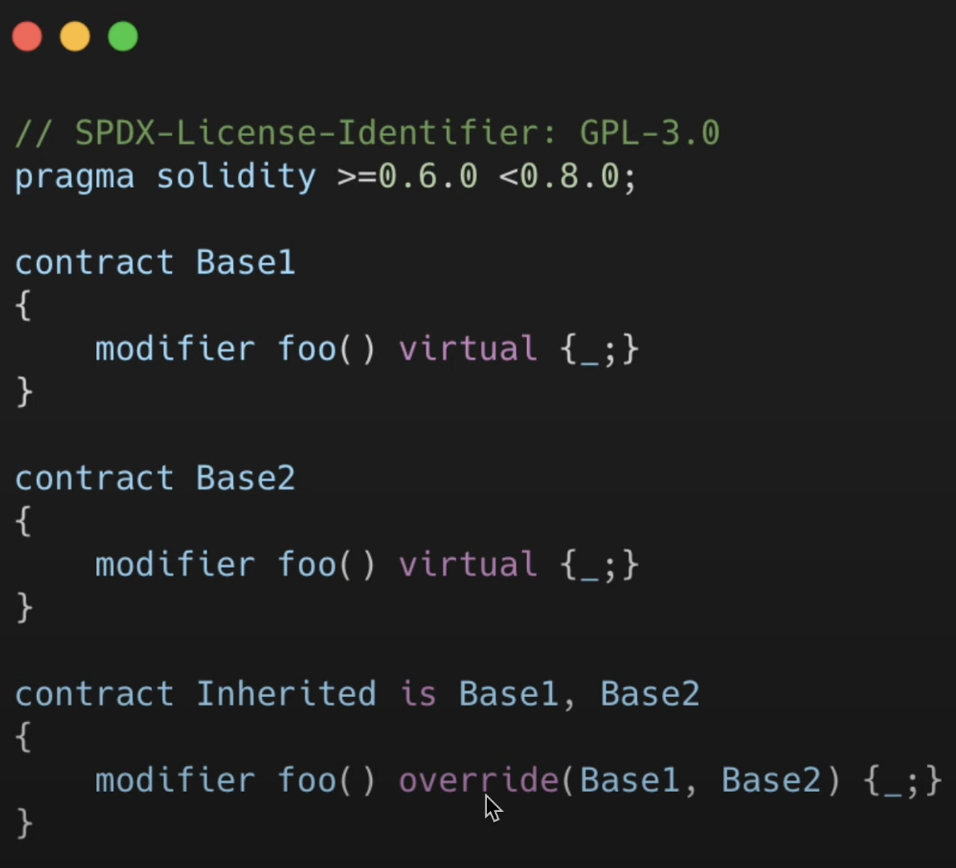 // SPDX-License-Identifier: GPL-3.0
pragma solidity >=0.6.0 <0.8.0;
contract Base1
{
    modifier foo() virtual {_;}
}
contract Base2
{
    modifier foo() virtual {_;}
}
contract Inherited is Base1, Base2
{
    modifier foo() override(Base1, Base2) {_;}
}